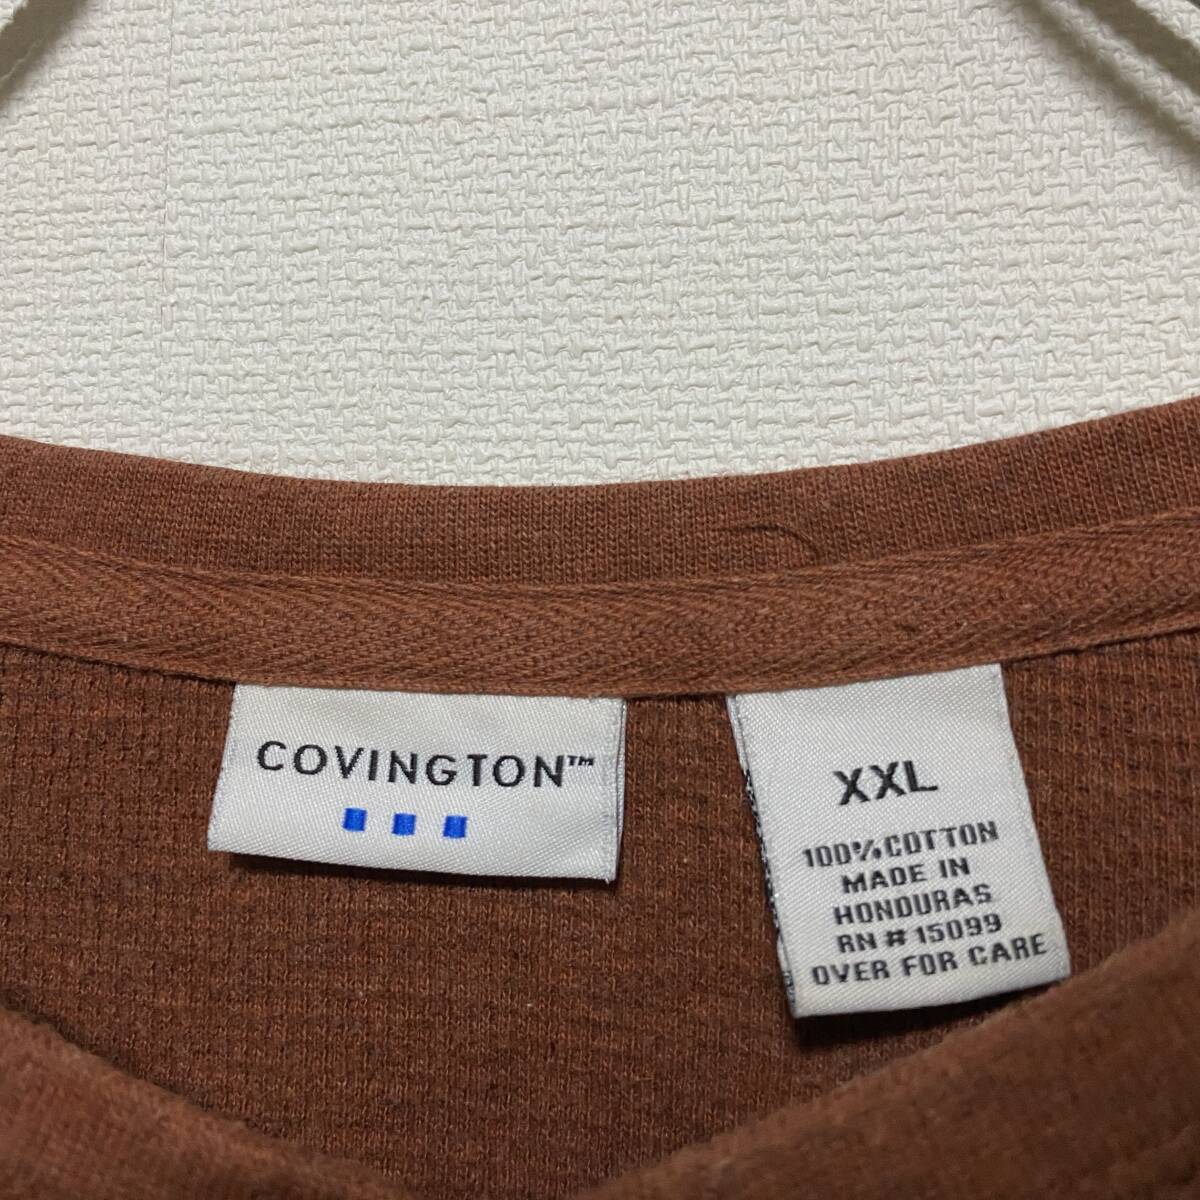 COVINGTON™
XXL
100% COTTON
MADE IN
HONDURAS
RN # 15099
OVER FOR CARE